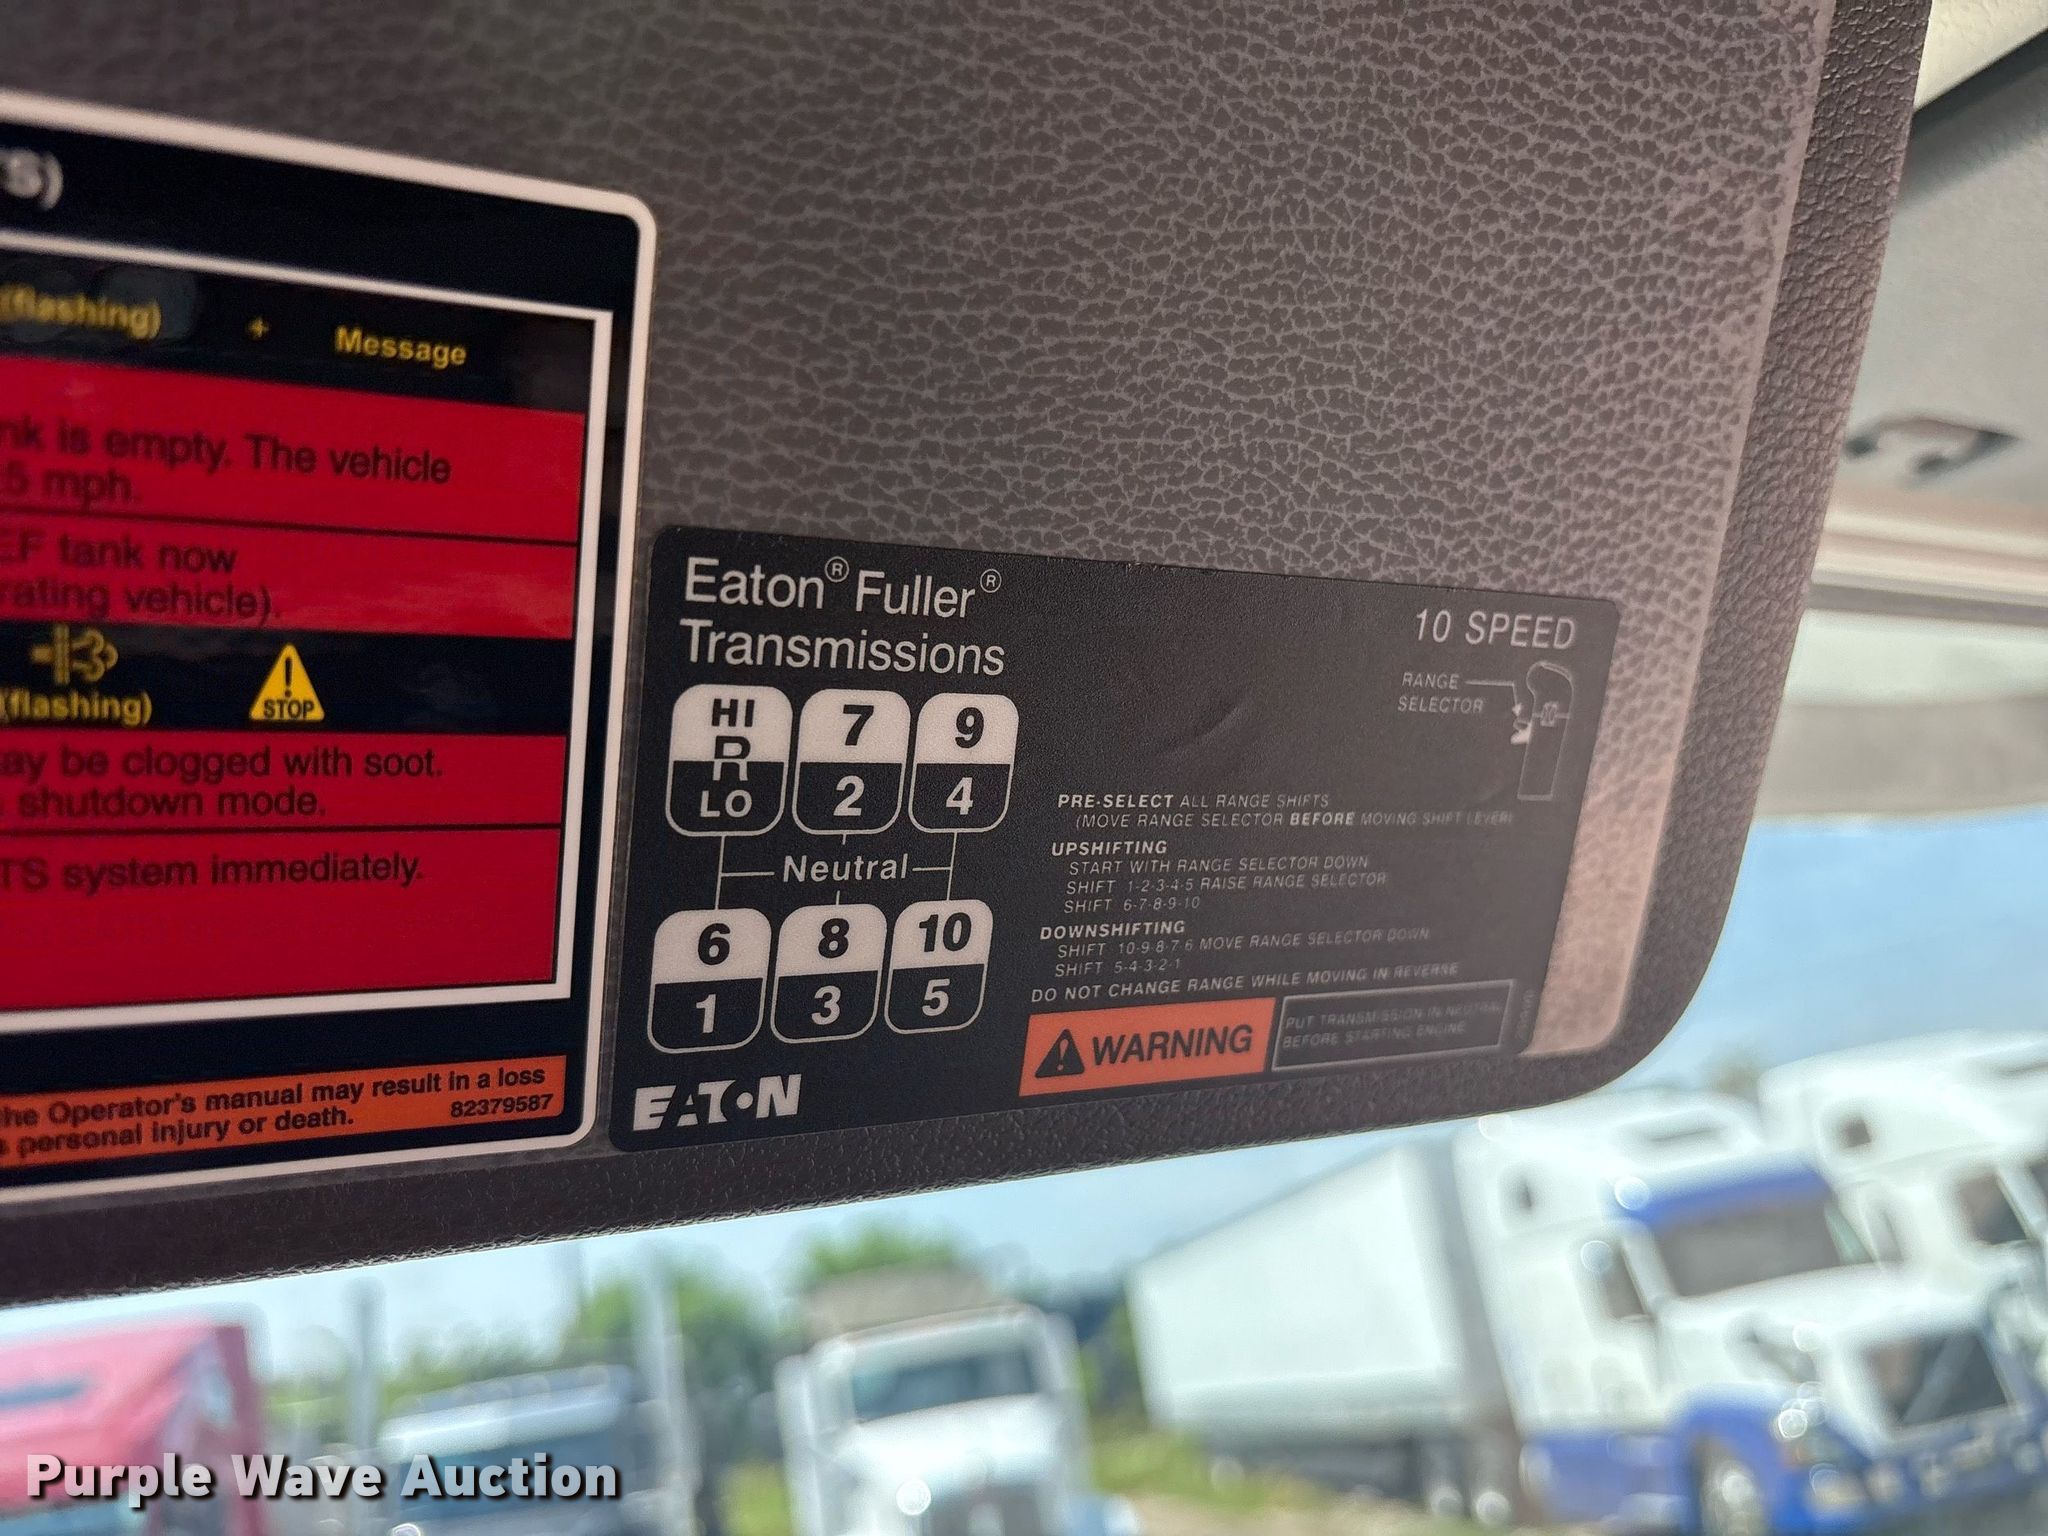 TS)
(flashing) + Message
nk is empty. The vehicle
5 mph.
EF tank now
rating vehicle).
(flashing)
STOP
ay be clogged with soot.
shutdown mode.
TS system immediately.
the Operator's manual may result in a loss
personal injury or death. 82379587
Eaton® Fuller®
Transmissions
10 SPEED
RANGE
SELECTOR
HI 7 9
R
LO 2 4
Neutral
6 8 10
1 3 5
PRE-SELECT ALL RANGE SHIFTS
(MOVE RANGE SELECTOR BEFORE MOVING SHIFT LEVER)
UPSHIFTING
START WITH RANGE SELECTOR DOWN
SHIFT 1-2-3-4-5 RAISE RANGE SELECTOR
SHIFT 6-7-8-9-10
DOWNSHIFTING
SHIFT 10-9-8-7-6 MOVE RANGE SELECTOR DOWN
SHIFT 5-4-3-2-1
DO NOT CHANGE RANGE WHILE MOVING IN REVERSE
WARNING
PUT TRANSMISSION IN NEUTRAL
BEFORE STARTING ENGINE
EATON
Purple Wave Auction